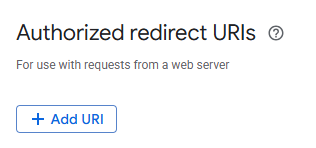 Authorized redirect URIs
For use with requests from a web server
+ Add URI